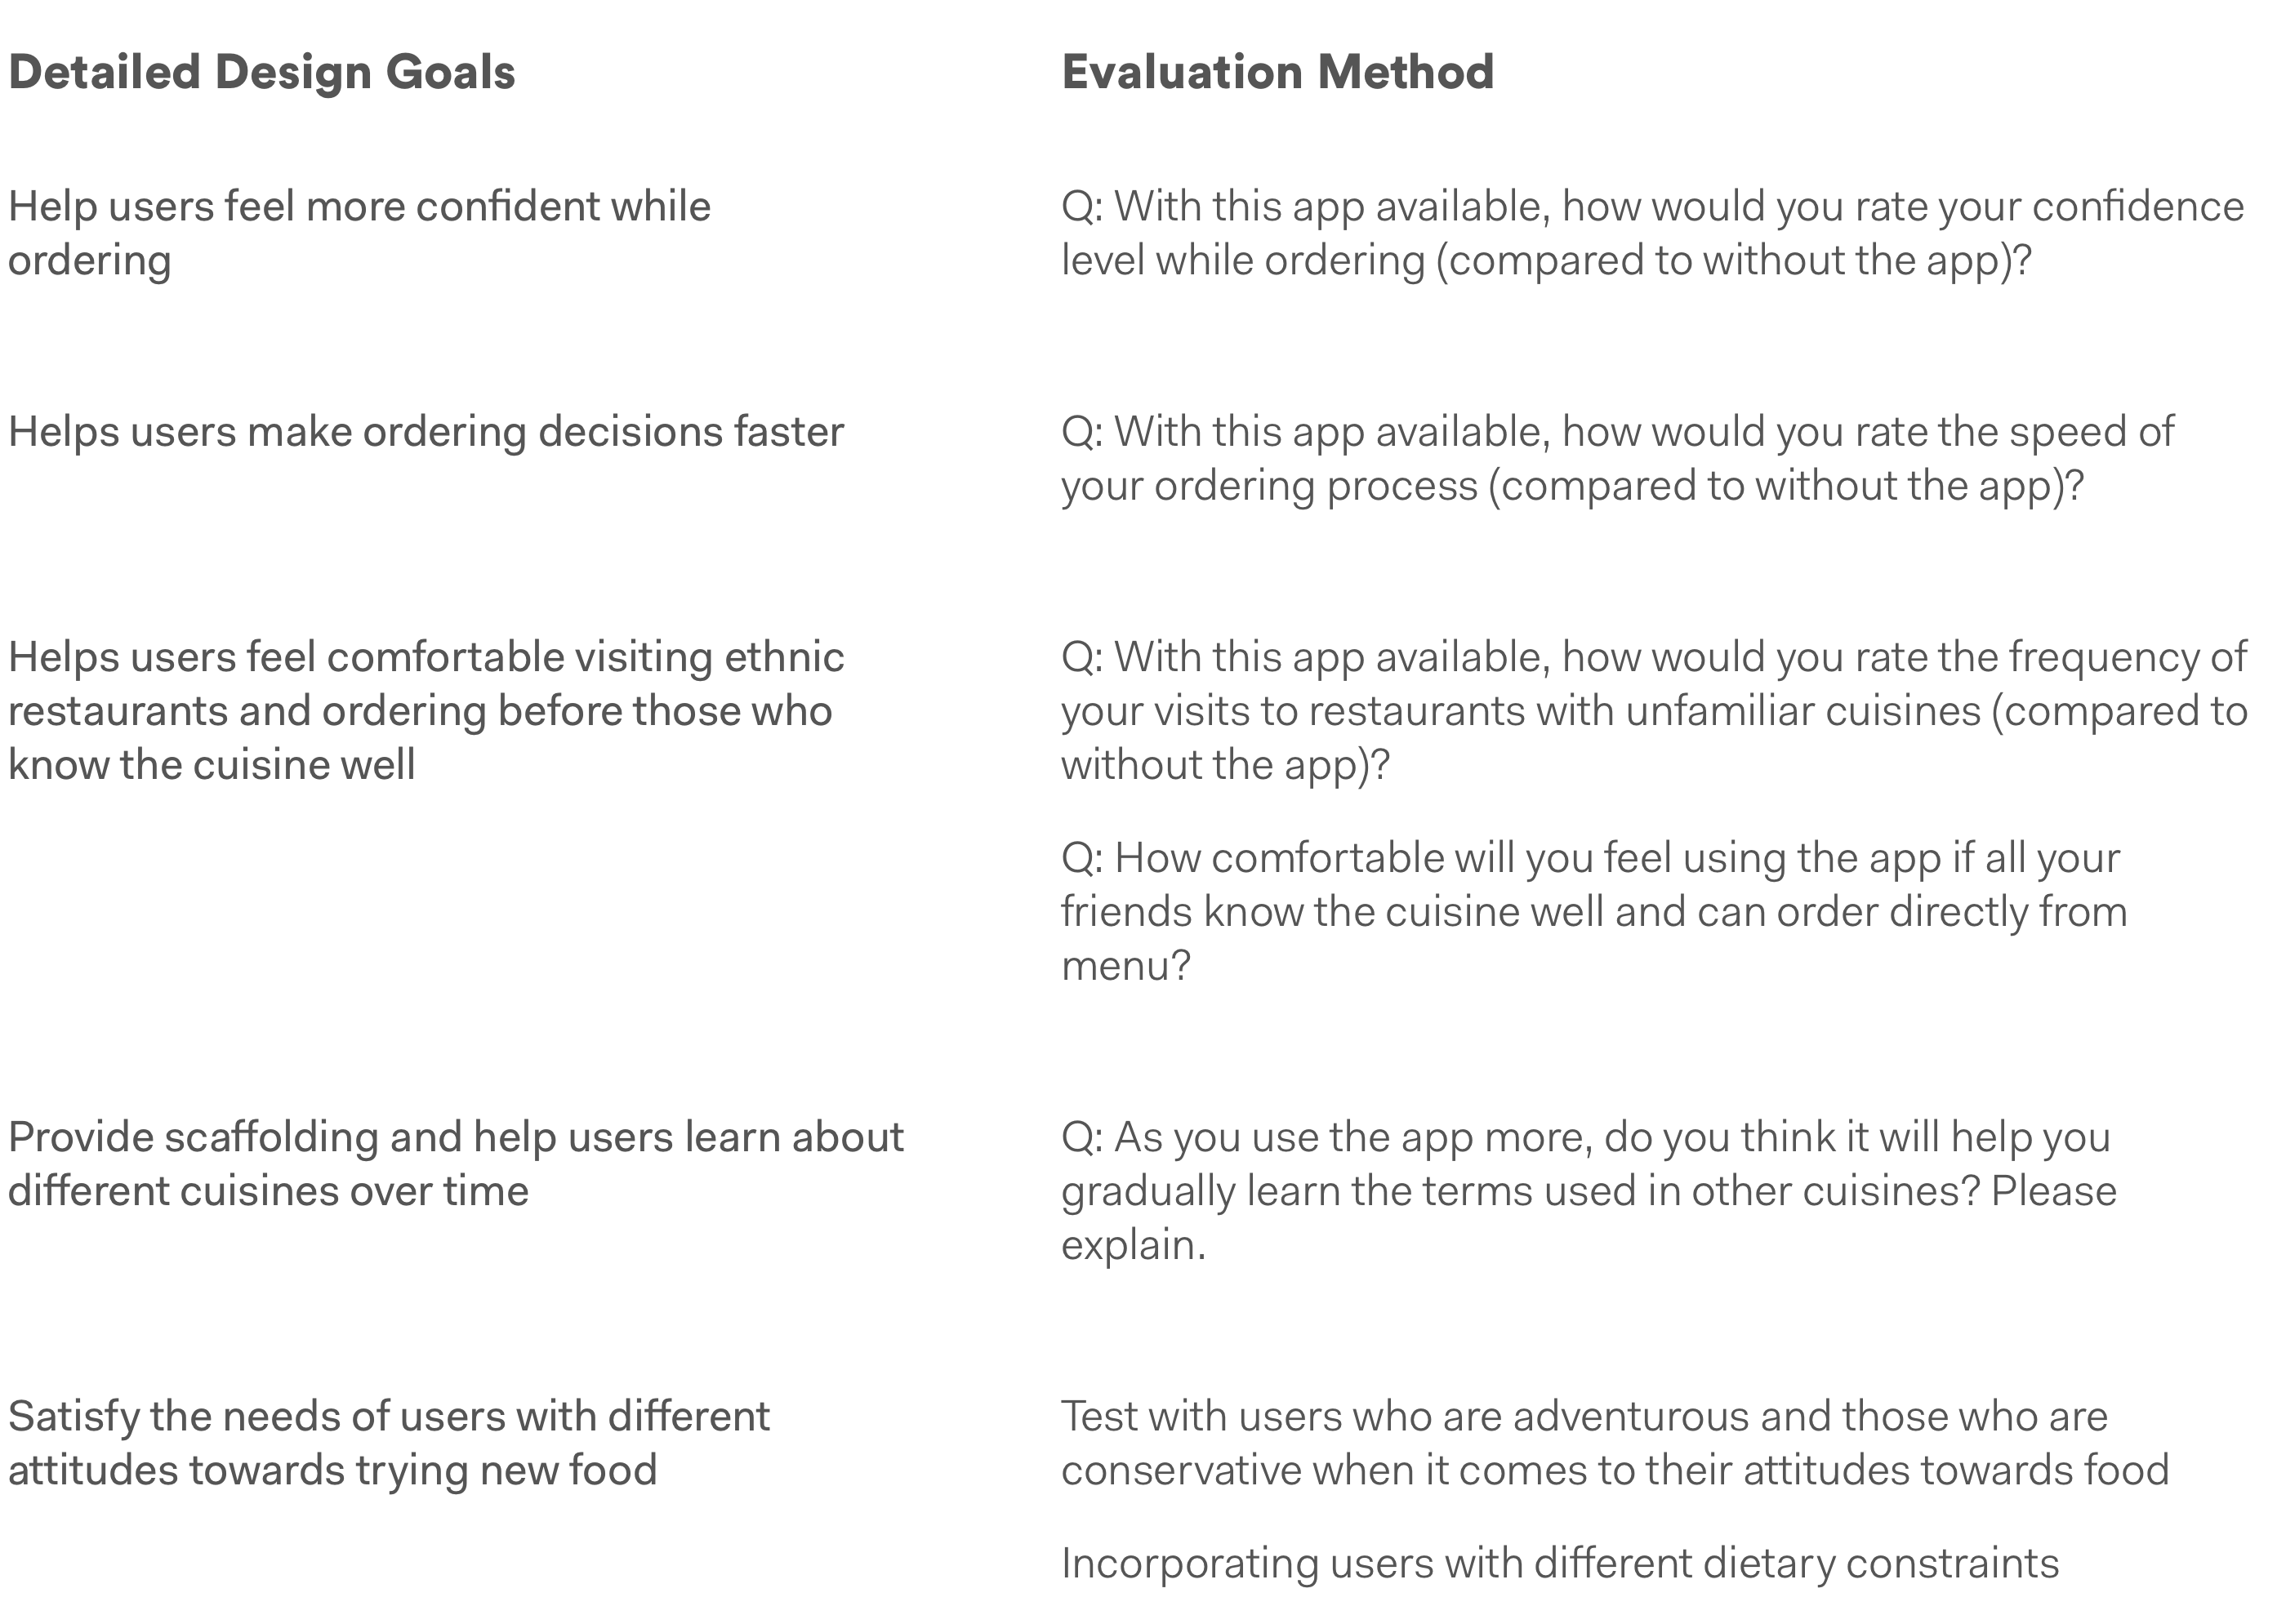 Detailed Design Goals
Evaluation Method
Help users feel more confident while
ordering
Q: With this app available, how would you rate your confidence
level while ordering (compared to without the app)?
Helps users make ordering decisions faster
Q: With this app available, how would you rate the speed of
your ordering process (compared to without the app)?
Helps users feel comfortable visiting ethnic
restaurants and ordering before those who
know the cuisine well
Q: With this app available, how would you rate the frequency of
your visits to restaurants with unfamiliar cuisines (compared to
without the app)?
Q: How comfortable will you feel using the app if all your
friends know the cuisine well and can order directly from
menu?
Provide scaffolding and help users learn about
different cuisines over time
Q: As you use the app more, do you think it will help you
gradually learn the terms used in other cuisines? Please
explain.
Satisfy the needs of users with different
attitudes towards trying new food
Test with users who are adventurous and those who are
conservative when it comes to their attitudes towards food
Incorporating users with different dietary constraints